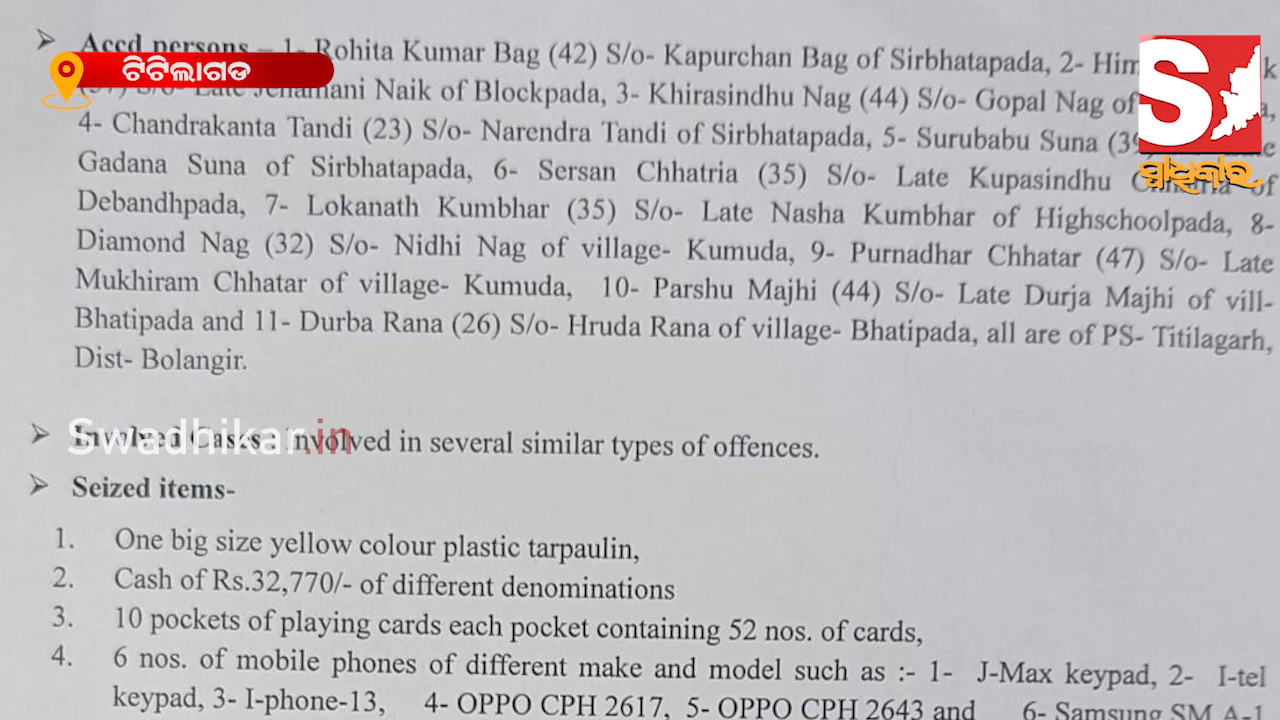 ➢ Accd persons – 1- Rohita Kumar Bag (42) S/o- Kapurchan Bag of Sirbhatapada, 2-
ଟିଟିଲାଗଡ
S/o- Late Naik of Blockpada, 3- Khirasindhu Nag (44) S/o- Gopal Nag of
4- Chandrakanta Tandi (23) S/o- Narendra Tandi of Sirbhatapada, 5- Surubabu Suna
Gadana Suna of Sirbhatapada, 6- Sersan Chhatria (35) S/o- Late Kupasindhu of
S
ସ୍ୱାଧିକାର
Debandhpada, 7- Lokanath Kumbhar (35) S/o- Late Nasha Kumbhar of Highschoolpada, 8-
Diamond Nag (32) S/o- Nidhi Nag of village- Kumuda, 9- Purnadhar Chhatar (47) S/o- Late
Mukhiram Chhatar of village- Kumuda, 10- Parshu Majhi (44) S/o- Late Durja Majhi of vill-
Bhatipada and 11- Durba Rana (26) S/o- Hruda Rana of village- Bhatipada, all are of PS- Titilagarh,
Dist- Bolangir.
➢ Involved Cases : Involved in several similar types of offences.
Swadhikar.in
➢ Seized items-
1. One big size yellow colour plastic tarpaulin,
2. Cash of Rs.32,770/- of different denominations
3. 10 pockets of playing cards each pocket containing 52 nos. of cards,
4. 6 nos. of mobile phones of different make and model such as :- 1- J-Max keypad, 2- I-tel
keypad, 3- I-phone-13, 4- OPPO CPH 2617, 5- OPPO CPH 2643 and 6- Samsung SM A-1